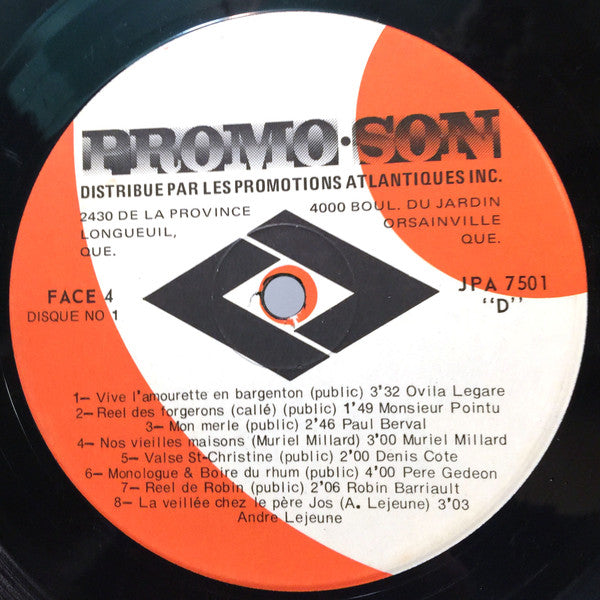 PROMO·SON
DISTRIBUE PAR LES PROMOTIONS ATLANTIQUES INC.
2430 DE LA PROVINCE
LONGUEUIL,
QUE.
4000 BOUL. DU JARDIN
ORSAINVILLE
QUE.
FACE 4
DISQUE NO 1
JPA 7501
"D"
1— Vive l'amourette en bargenton (public) 3'32 Ovila Legare
2— Reel des forgerons (callé) (public) 1'49 Monsieur Pointu
3— Mon merle (public) 2'46 Paul Berval
4— Nos vieilles maisons (Muriel Millard) 3'00 Muriel Millard
5— Valse St-Christine (public) 2'00 Denis Cote
6— Monologue & Boire du rhum (public) 4'00 Pere Gedeon
7— Reel de Robin (public) 2'06 Robin Barriault
8— La veillée chez le père Jos (A. Lejeune) 3'03
Andre Lejeune